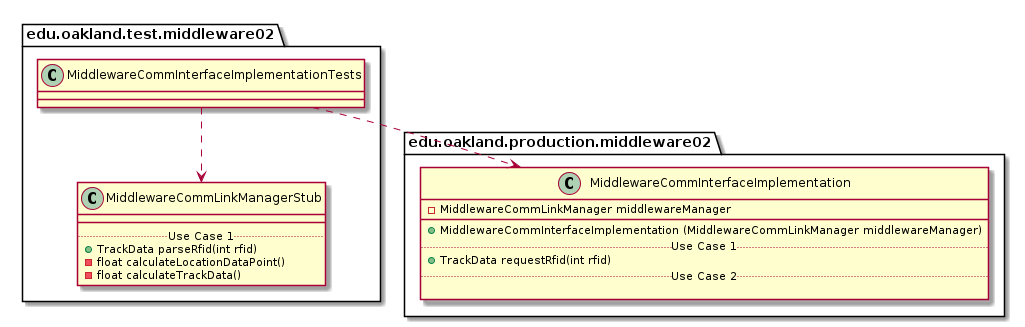 edu.oakland.test.middleware02
C MiddlewareCommInterfaceImplementationTests
C MiddlewareCommLinkManagerStub
Use Case 1
TrackData parseRfid(int rfid)
float calculateLocationDataPoint()
float calculateTrackData()
edu.oakland.production.middleware02
C MiddlewareCommInterfaceImplementation
MiddlewareCommLinkManager middlewareManager
MiddlewareCommInterfaceImplementation (MiddlewareCommLinkManager middlewareManager)
Use Case 1
TrackData requestRfid(int rfid)
Use Case 2